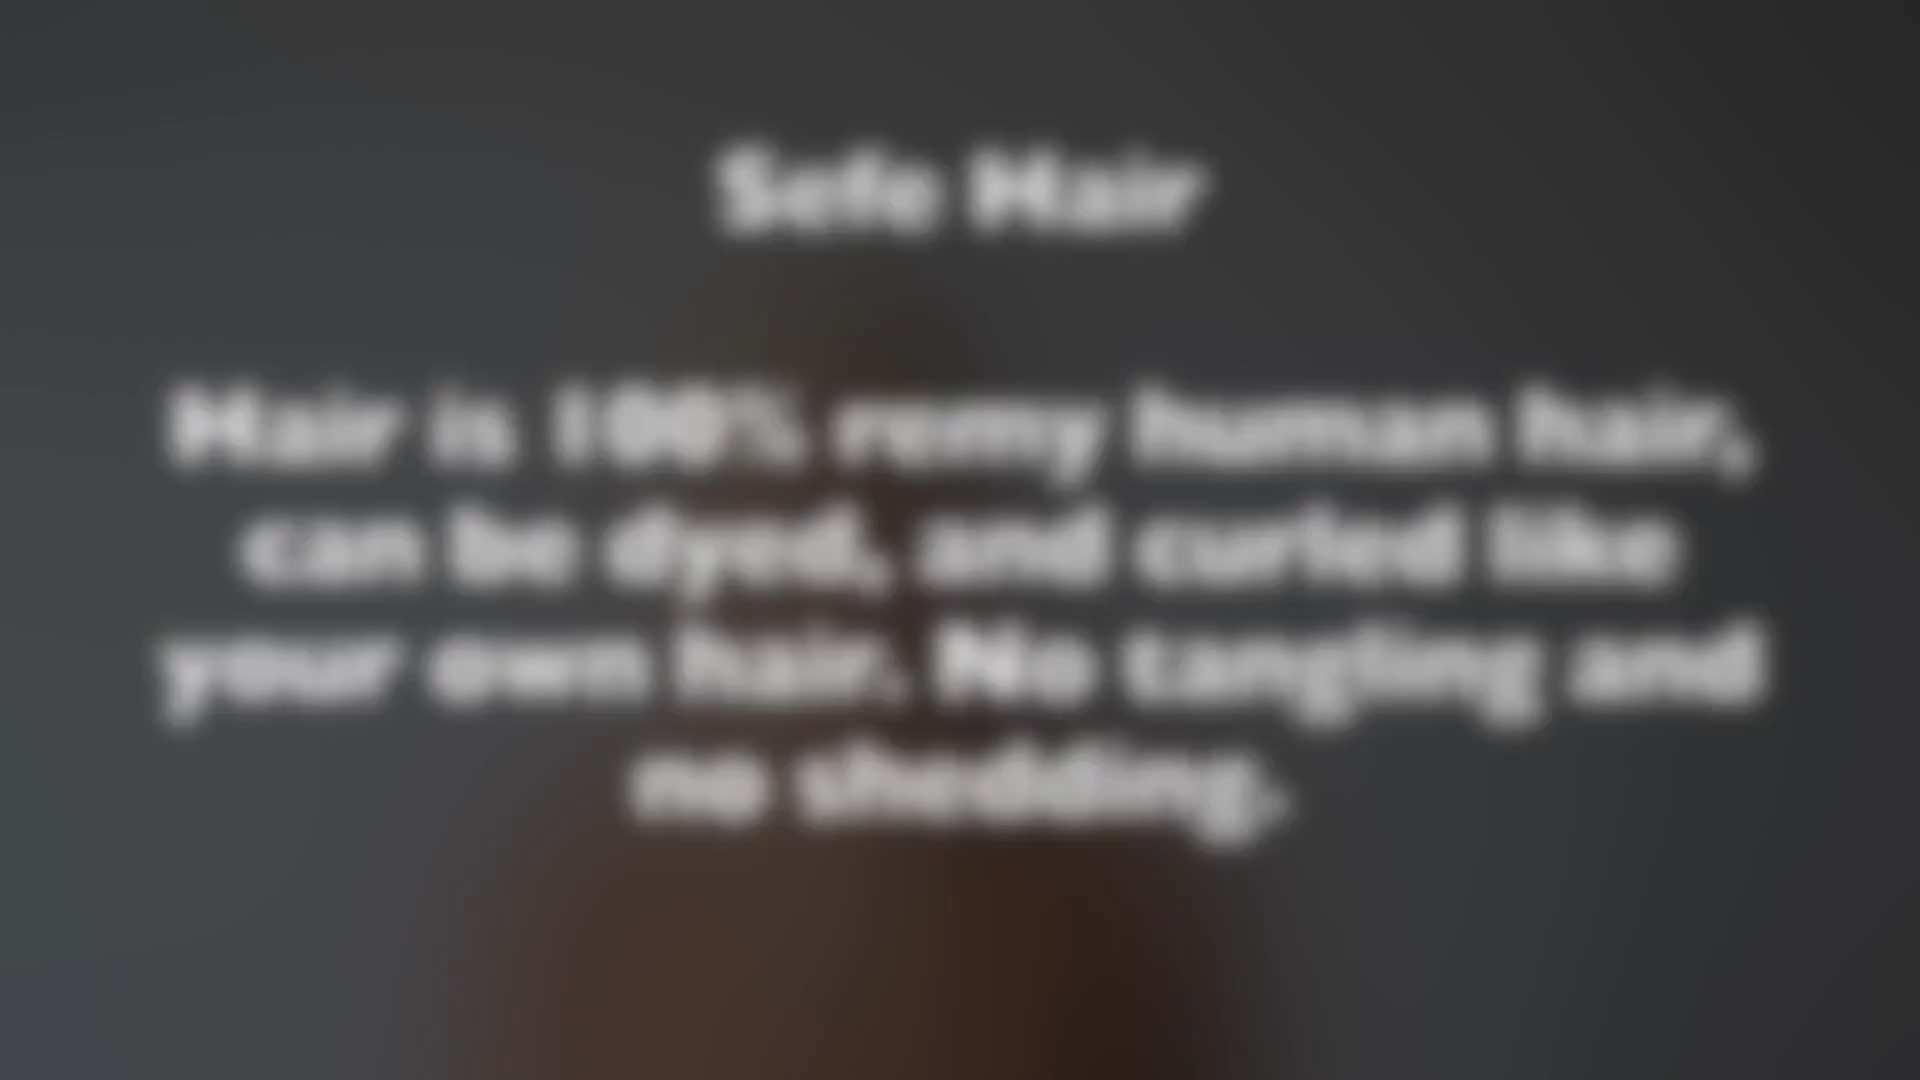 Sefe Hair
Hair is 100% remy human hair,
can be dyed, and curled like
your own hair. No tangling and
no shedding.